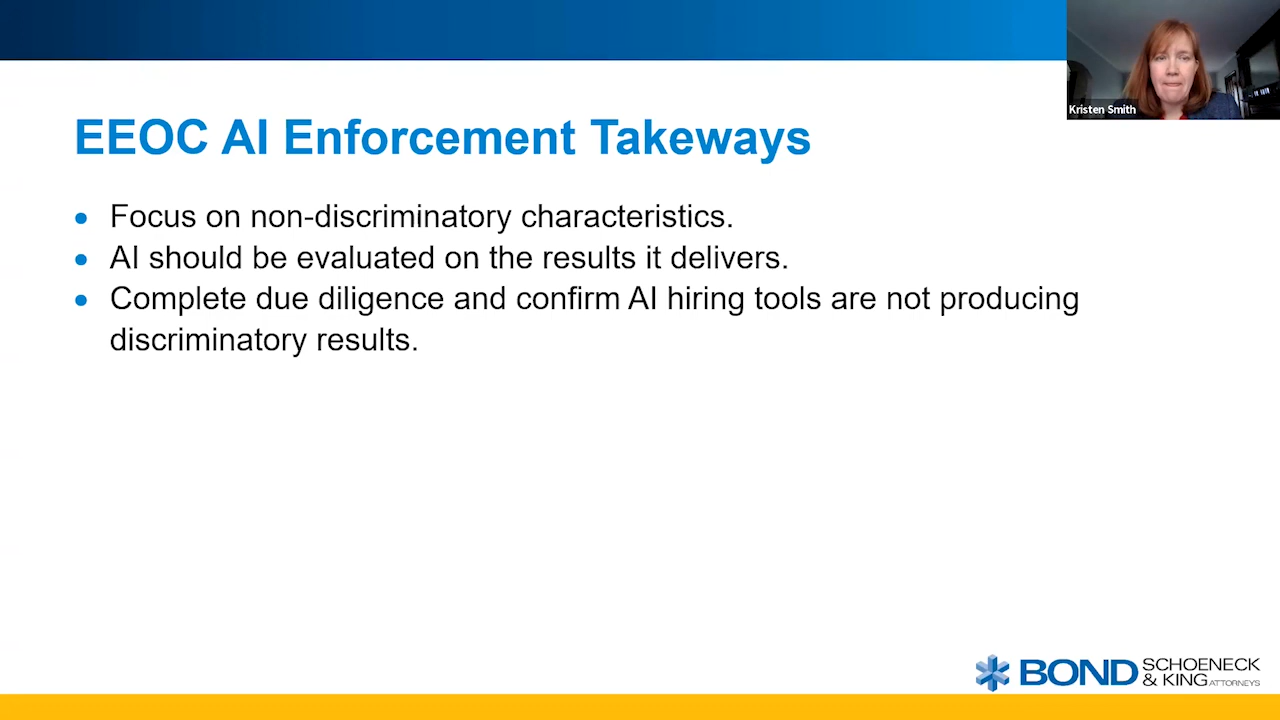 Kristen Smith
EEOC AI Enforcement Takeways
• Focus on non-discriminatory characteristics.
• AI should be evaluated on the results it delivers.
• Complete due diligence and confirm AI hiring tools are not producing
discriminatory results.
BOND SCHOENECK
& KING ATTORNEYS